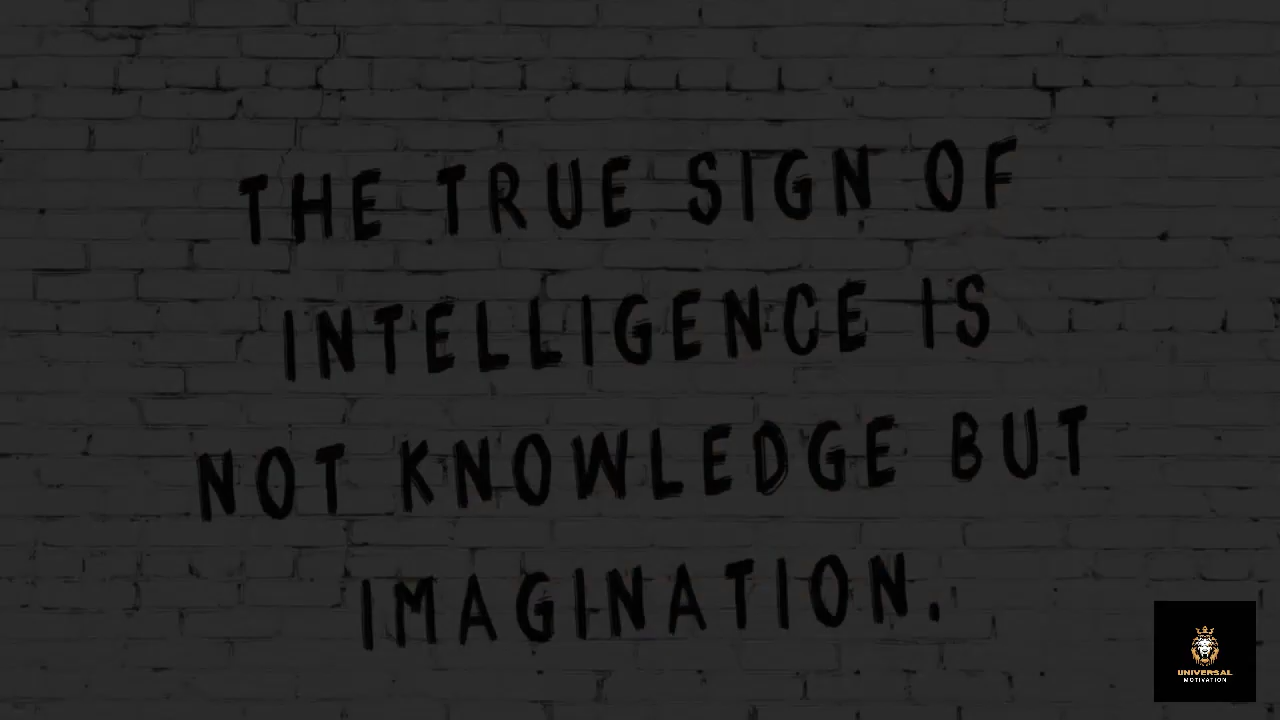 THE TRUE SIGN OF
INTELLIGENCE IS
NOT KNOWLEDGE BUT
IMAGINATION.
UNIVERSAL
MOTIVATION